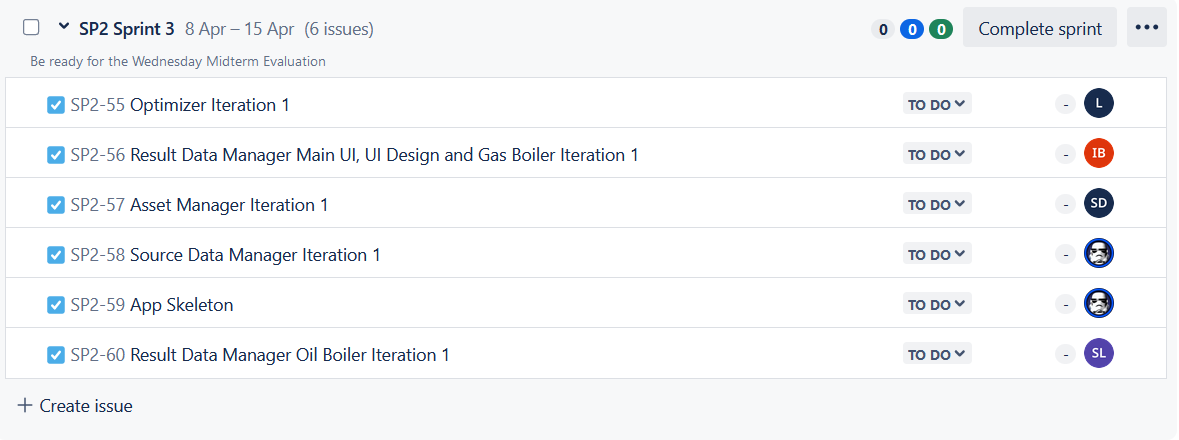 SP2 Sprint 3 8 Apr – 15 Apr (6 issues) 0 0 0 Complete sprint
Be ready for the Wednesday Midterm Evaluation
SP2-55 Optimizer Iteration 1 TO DO - L
SP2-56 Result Data Manager Main UI, UI Design and Gas Boiler Iteration 1 TO DO - IB
SP2-57 Asset Manager Iteration 1 TO DO - SD
SP2-58 Source Data Manager Iteration 1 TO DO -
SP2-59 App Skeleton TO DO -
SP2-60 Result Data Manager Oil Boiler Iteration 1 TO DO - SL
+ Create issue